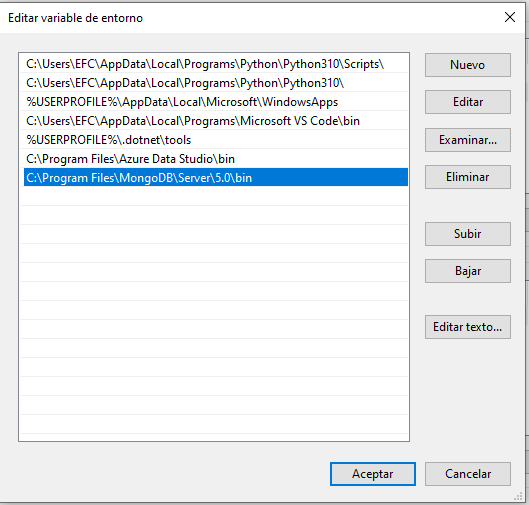 Editar variable de entorno
C:\Users\EFC\AppData\Local\Programs\Python\Python310\Scripts\
C:\Users\EFC\AppData\Local\Programs\Python\Python310\
%USERPROFILE%\AppData\Local\Microsoft\WindowsApps
C:\Users\EFC\AppData\Local\Programs\Microsoft VS Code\bin
%USERPROFILE%\.dotnet\tools
C:\Program Files\Azure Data Studio\bin
C:\Program Files\MongoDB\Server\5.0\bin
Nuevo
Editar
Examinar...
Eliminar
Subir
Bajar
Editar texto...
Aceptar
Cancelar